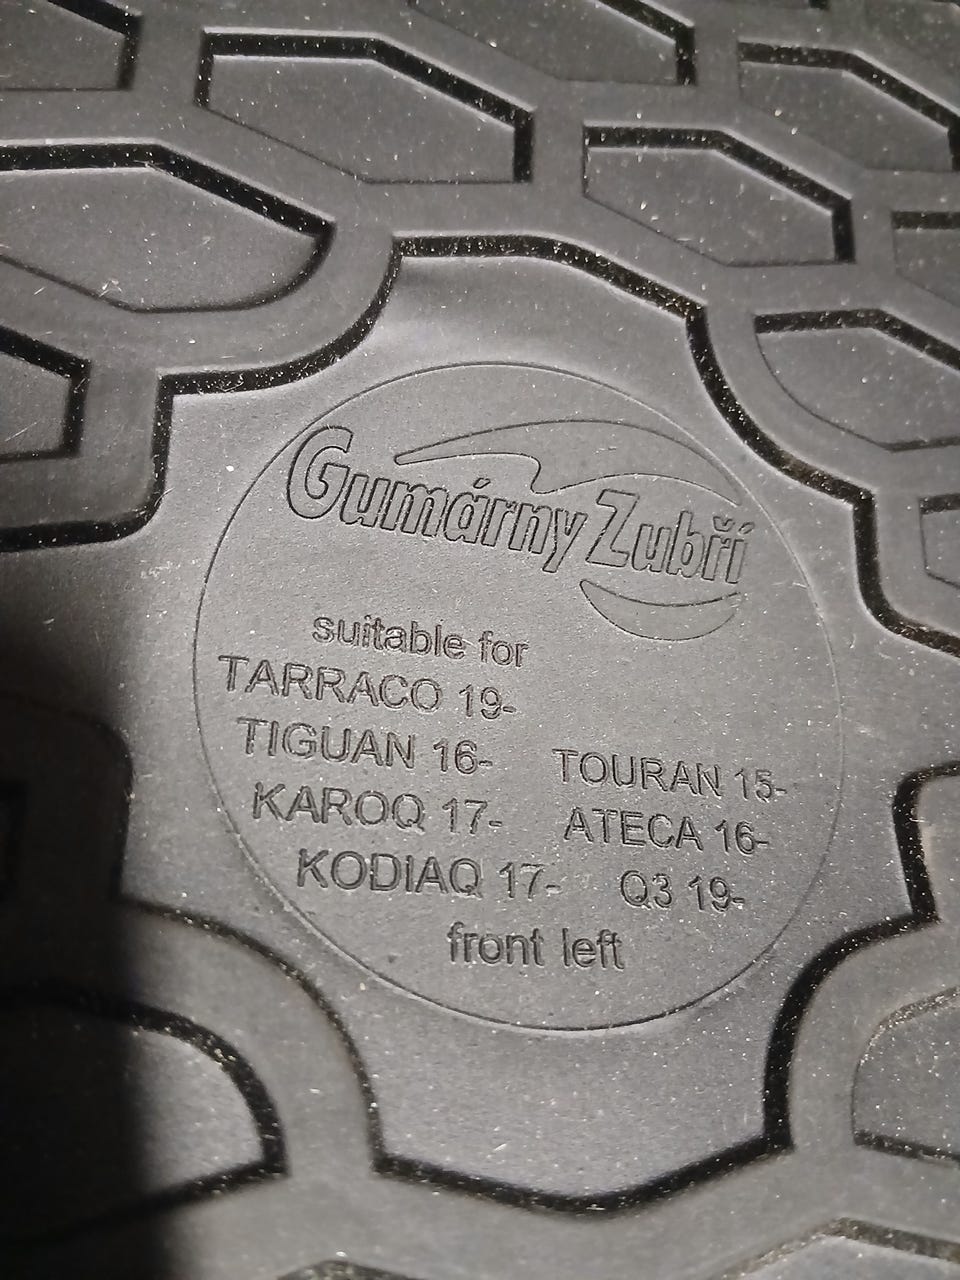 Gumárny Zubří
suitable for
TARRACO 19-
TIGUAN 16- TOURAN 15-
KAROQ 17- ATECA 16-
KODIAQ 17- Q3 19-
front left